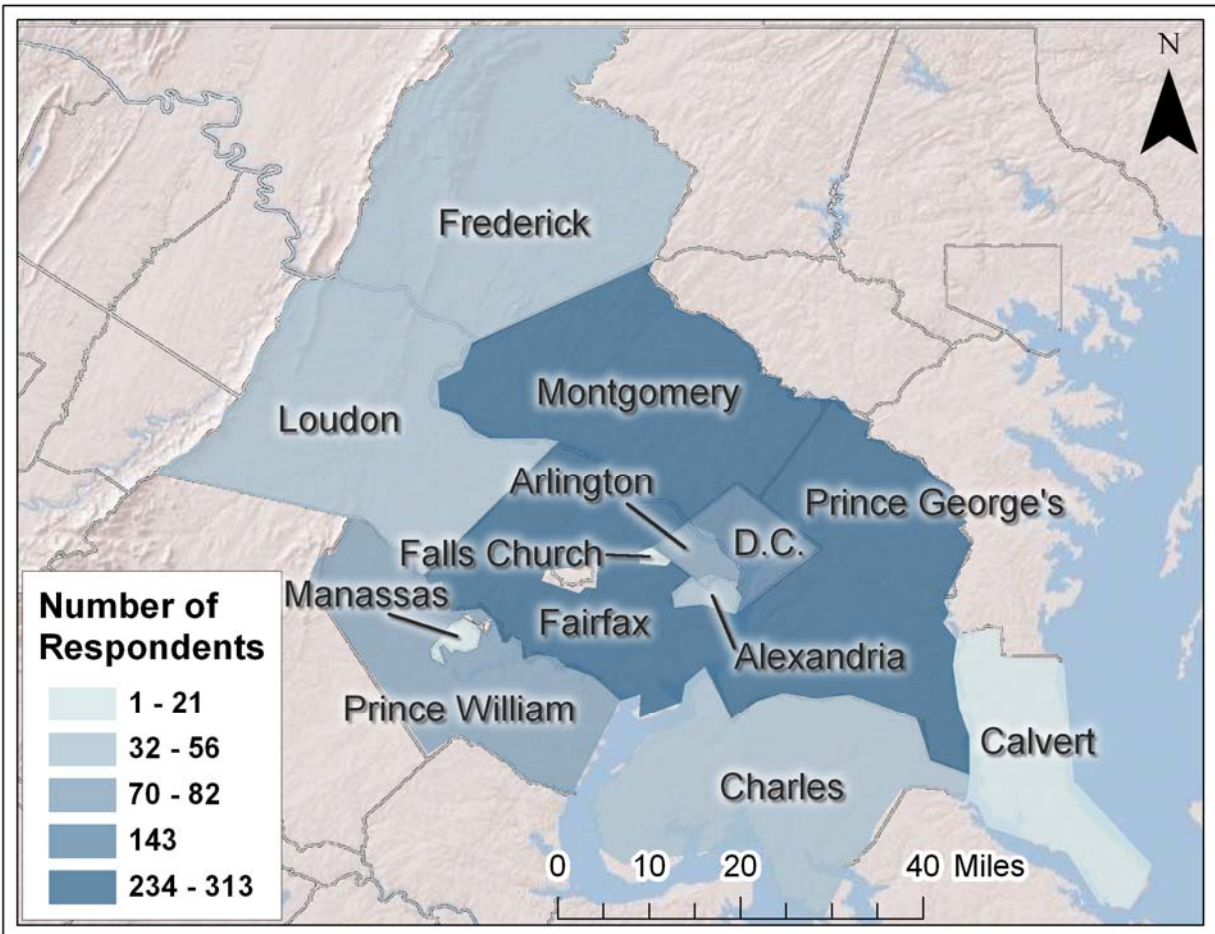 N
Frederick
Montgomery
Loudon
Arlington
Prince George's
D.C.
Falls Church
Manassas
Fairfax
Alexandria
Prince William
Calvert
Charles
Number of
Respondents
1 - 21
32 - 56
70 - 82
143
234 - 313
0 10 20 40 Miles